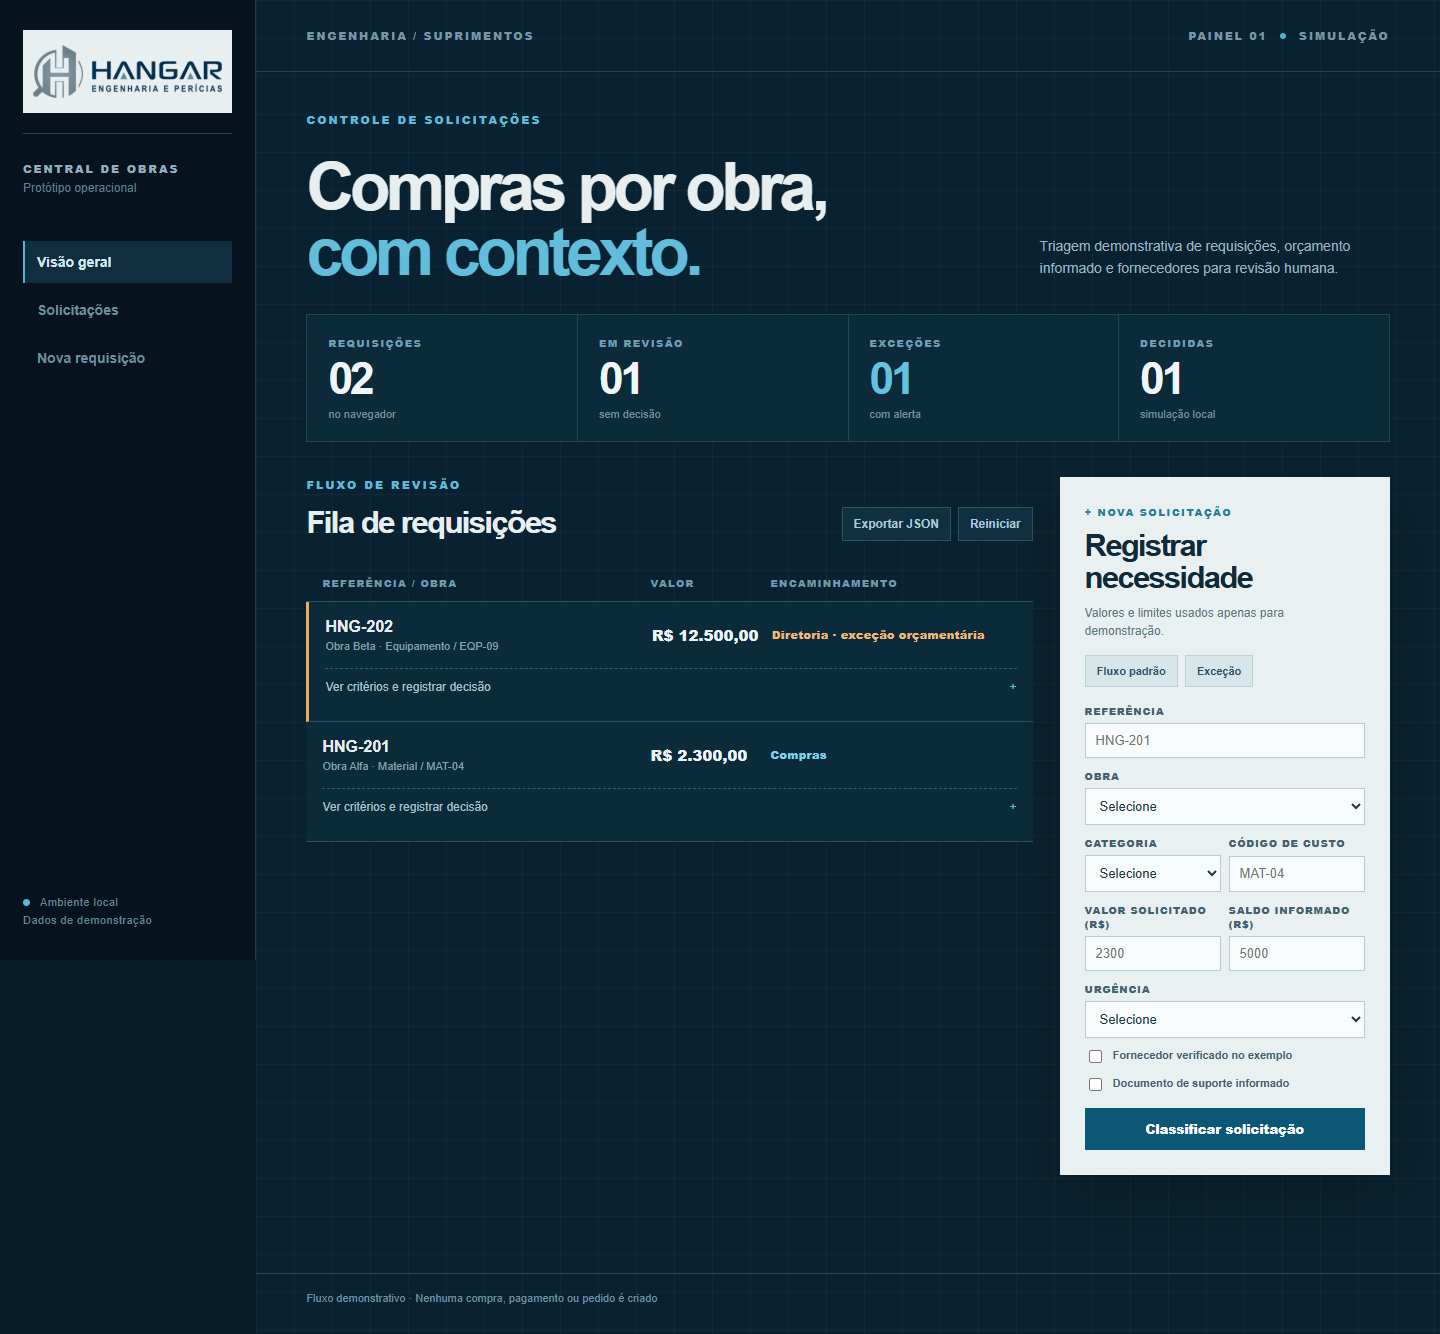 HANGAR
ENGENHARIA E PERÍCIAS
CENTRAL DE OBRAS
Protótipo operacional
Visão geral
Solicitações
Nova requisição
Ambiente local
Dados de demonstração
ENGENHARIA / SUPRIMENTOS
PAINEL 01 SIMULAÇÃO
CONTROLE DE SOLICITAÇÕES
Compras por obra,
com contexto.
Triagem demonstrativa de requisições, orçamento
informado e fornecedores para revisão humana.
REQUISIÇÕES
02
no navegador
EM REVISÃO
01
sem decisão
EXCEÇÕES
01
com alerta
DECIDIDAS
01
simulação local
FLUXO DE REVISÃO
Fila de requisições
Exportar JSON
Reiniciar
REFERÊNCIA / OBRA VALOR ENCAMINHAMENTO
HNG-202
Obra Beta · Equipamento / EQP-09
R$ 12.500,00
Diretoria · exceção orçamentária
Ver critérios e registrar decisão +
HNG-201
Obra Alfa · Material / MAT-04
R$ 2.300,00
Compras
Ver critérios e registrar decisão +
+ NOVA SOLICITAÇÃO
Registrar
necessidade
Valores e limites usados apenas para
demonstração.
Fluxo padrão
Exceção
REFERÊNCIA
HNG-201
OBRA
Selecione
CATEGORIA
Selecione
CÓDIGO DE CUSTO
MAT-04
VALOR SOLICITADO
(R$)
2300
SALDO INFORMADO
(R$)
5000
URGÊNCIA
Selecione
Fornecedor verificado no exemplo
Documento de suporte informado
Classificar solicitação
Fluxo demonstrativo · Nenhuma compra, pagamento ou pedido é criado